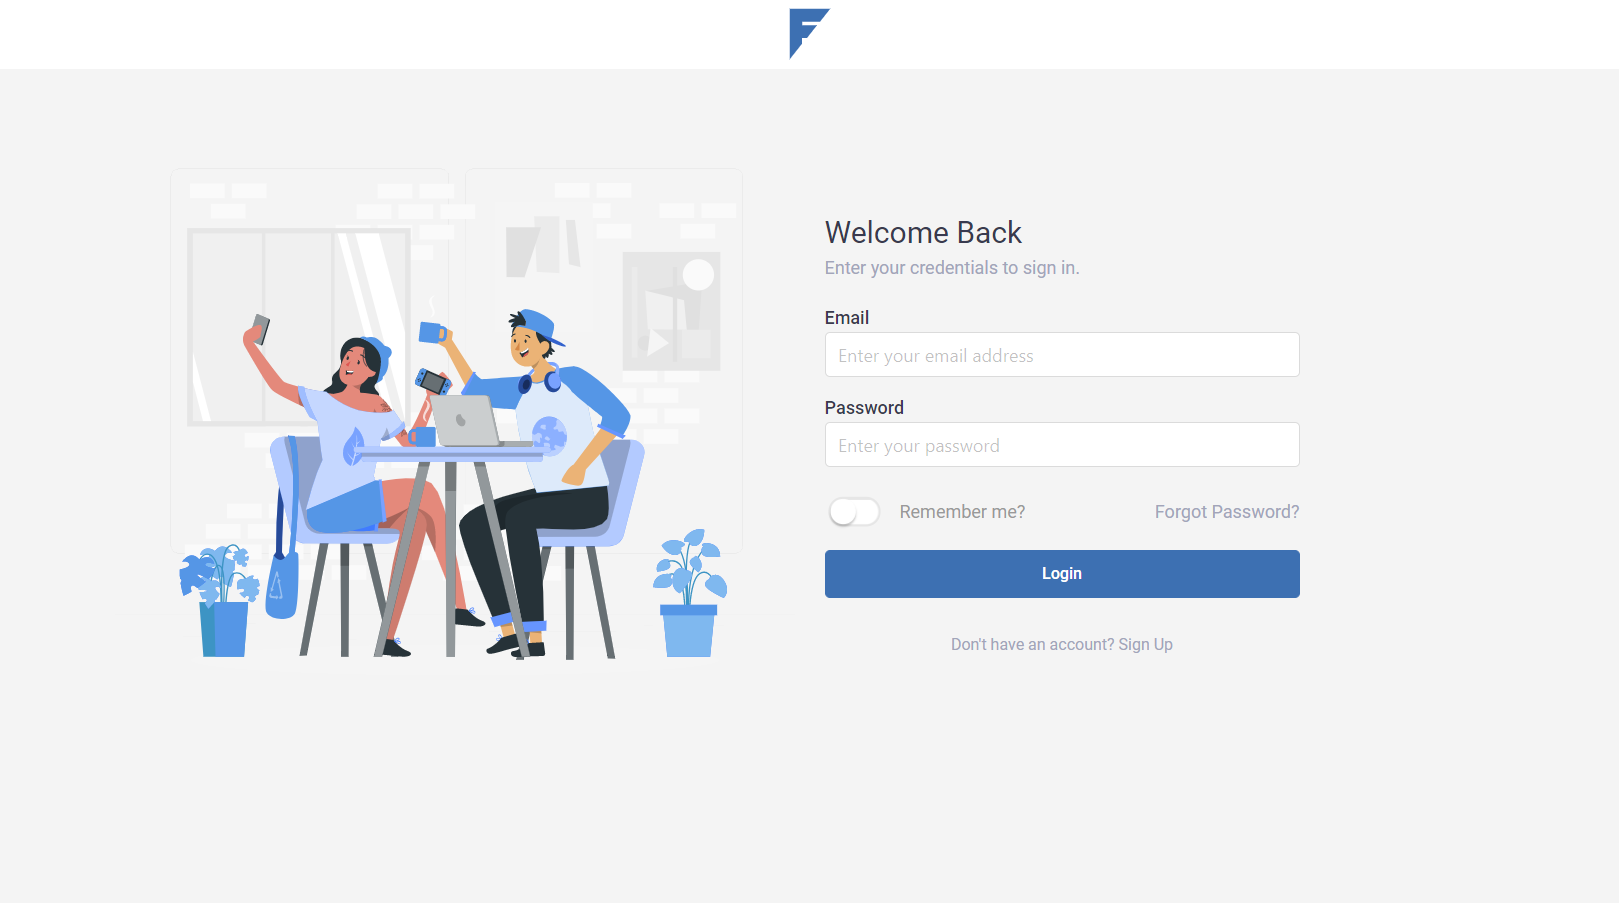 F
Welcome Back
Enter your credentials to sign in.
Email
Enter your email address
Password
Enter your password
Remember me?
Forgot Password?
Login
Don't have an account? Sign Up